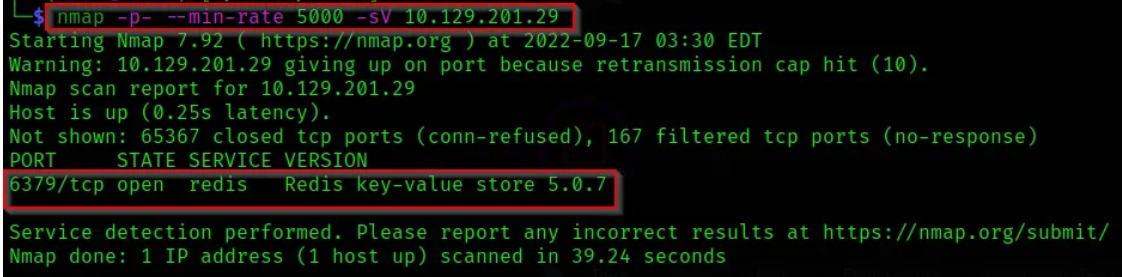 └─$ nmap -p- --min-rate 5000 -sV 10.129.201.29
Starting Nmap 7.92 ( https://nmap.org ) at 2022-09-17 03:30 EDT
Warning: 10.129.201.29 giving up on port because retransmission cap hit (10).
Nmap scan report for 10.129.201.29
Host is up (0.25s latency).
Not shown: 65367 closed tcp ports (conn-refused), 167 filtered tcp ports (no-response)
PORT     STATE SERVICE VERSION
6379/tcp open  redis   Redis key-value store 5.0.7
Service detection performed. Please report any incorrect results at https://nmap.org/submit/
Nmap done: 1 IP address (1 host up) scanned in 39.24 seconds